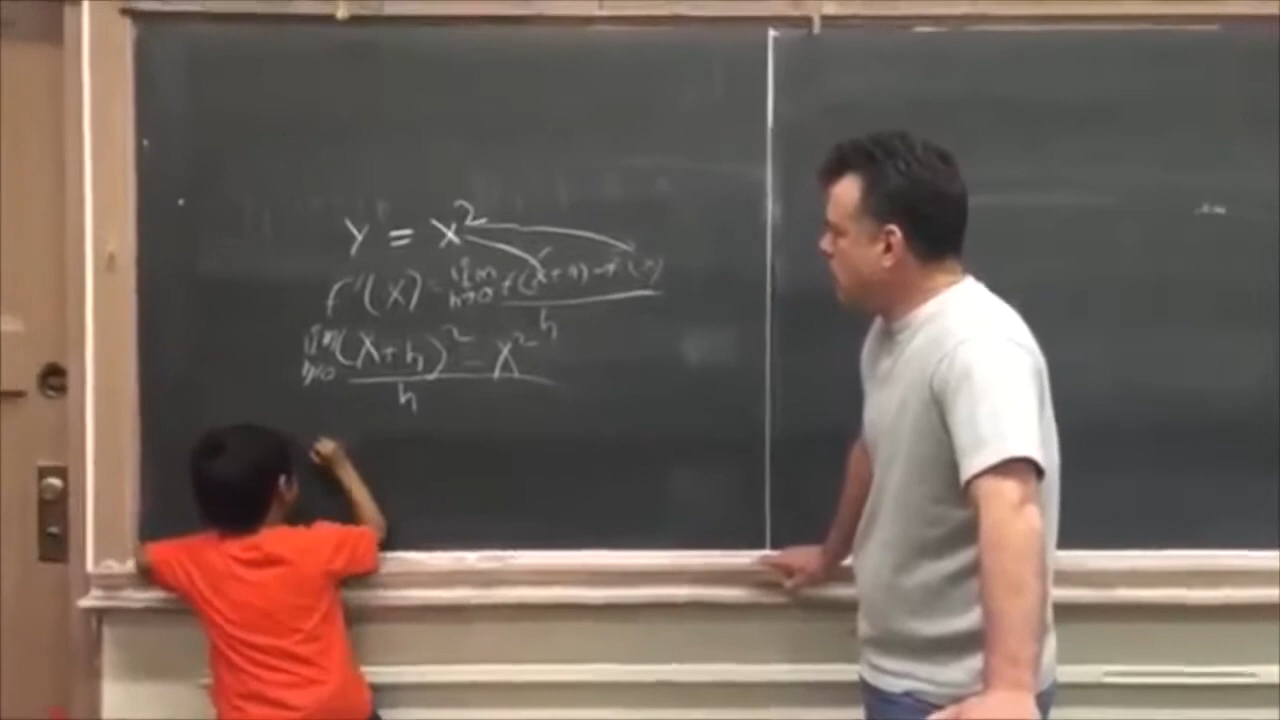 y = x²
f'(x) = lim h→0 f(x+h) - f(x) / h
lim h→0 (x+h)² - x² / h